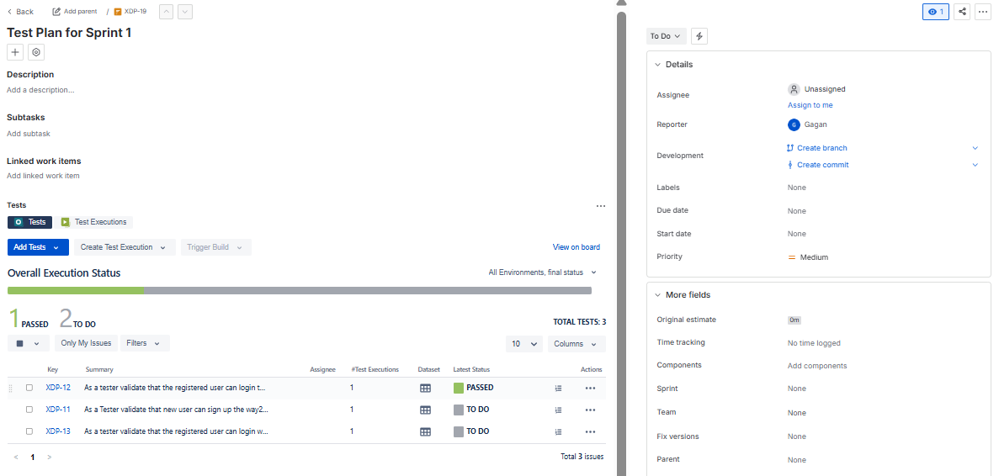 Back
Add parent / XDP-19
Test Plan for Sprint 1
Description
Add a description...
Subtasks
Add subtask
Linked work items
Add linked work item
Tests
Tests Test Executions
Add Tests Create Test Execution Trigger Build View on board
Overall Execution Status All Environments, final status
1 PASSED 2 TO DO TOTAL TESTS: 3
Only My Issues Filters 10 Columns
Key Summary Assignee #Test Executions Dataset Latest Status Actions
XDP-12 As a tester validate that the registered user can login t... 1 PASSED
XDP-11 As a Tester validate that new user can sign up the way2... 1 TO DO
XDP-13 As a tester validate that the registered user can login w... 1 TO DO
< 1 > Total 3 issues
1
To Do
Details
Assignee Unassigned
Assign to me
Reporter G Gagan
Development Create branch
Create commit
Labels None
Due date None
Start date None
Priority Medium
More fields
Original estimate 0m
Time tracking No time logged
Components Add components
Sprint None
Team None
Fix versions None
Parent None